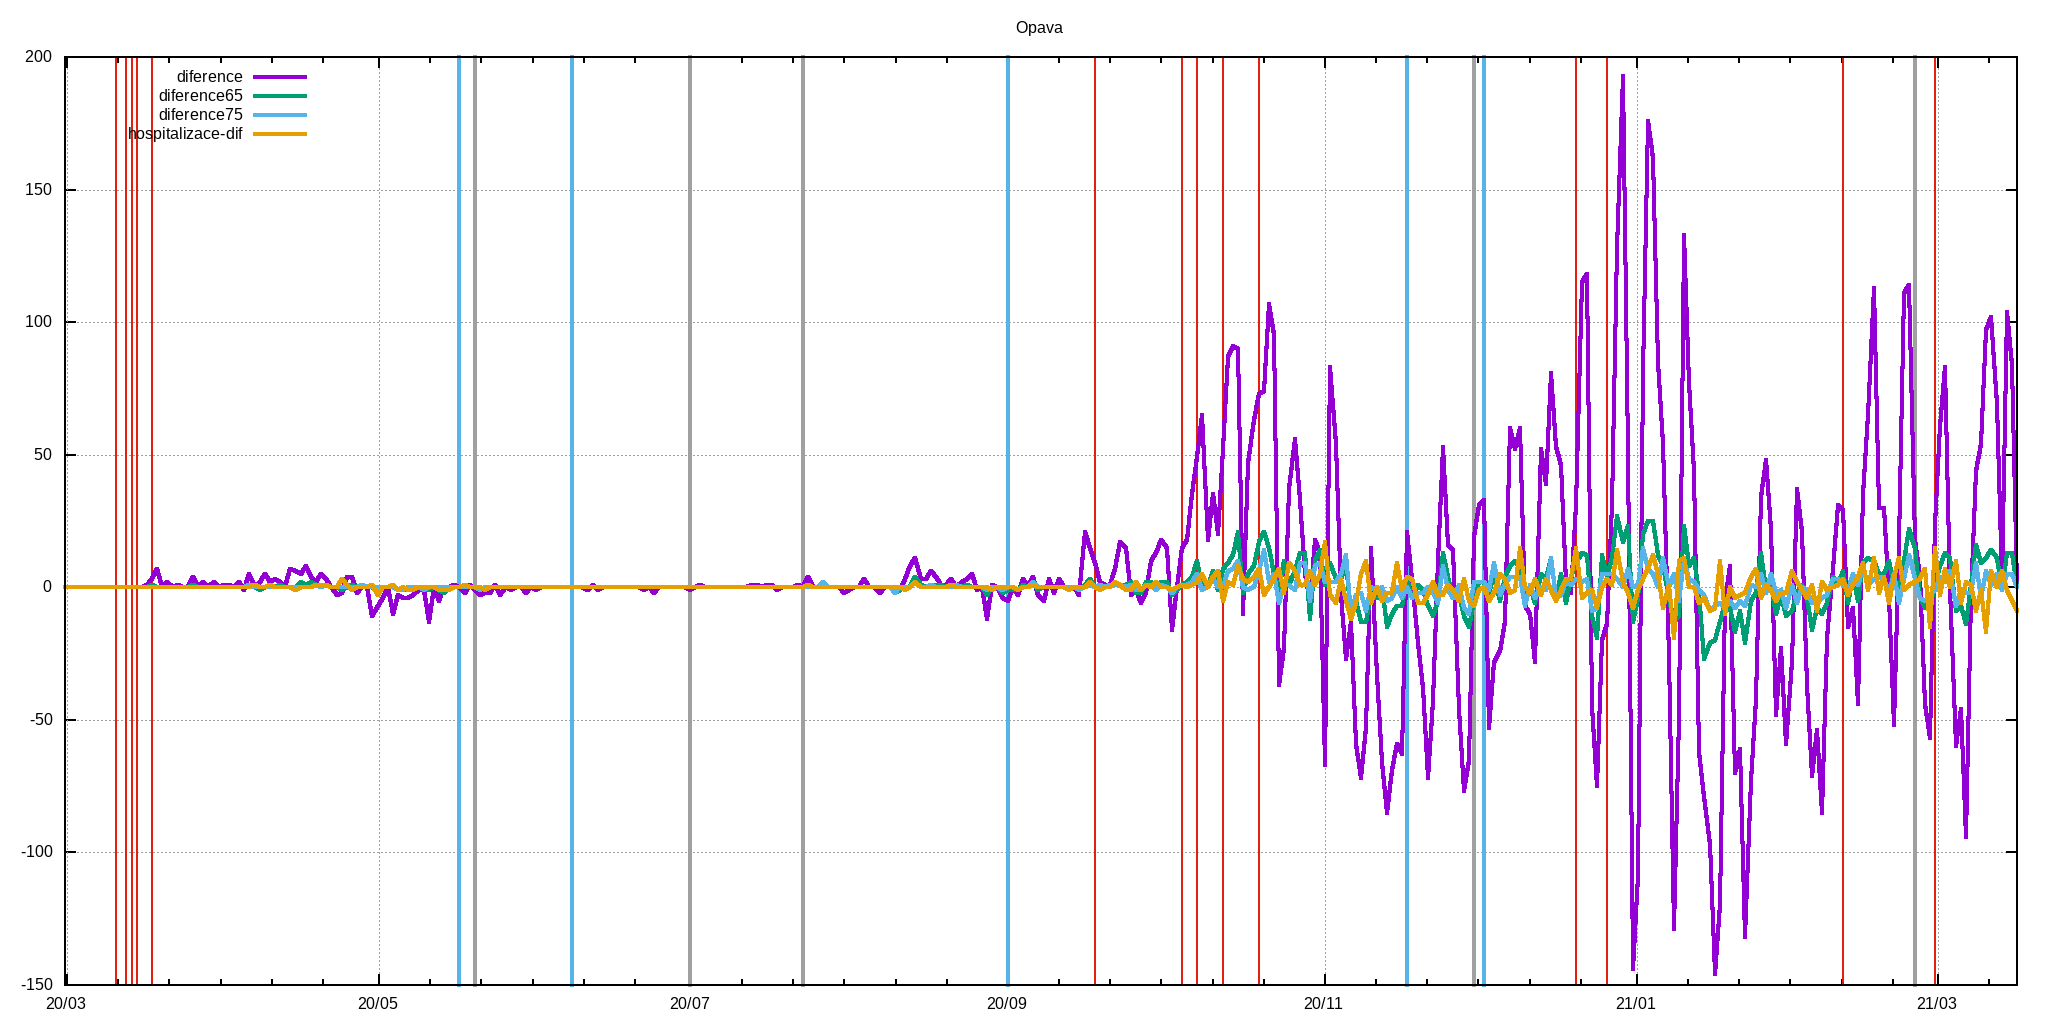 Opava
200
diference
diference65
diference75
hospitalizace-dif
150
100
50
0
-50
-100
-150
20/03 20/05 20/07 20/09 20/11 21/01 21/03